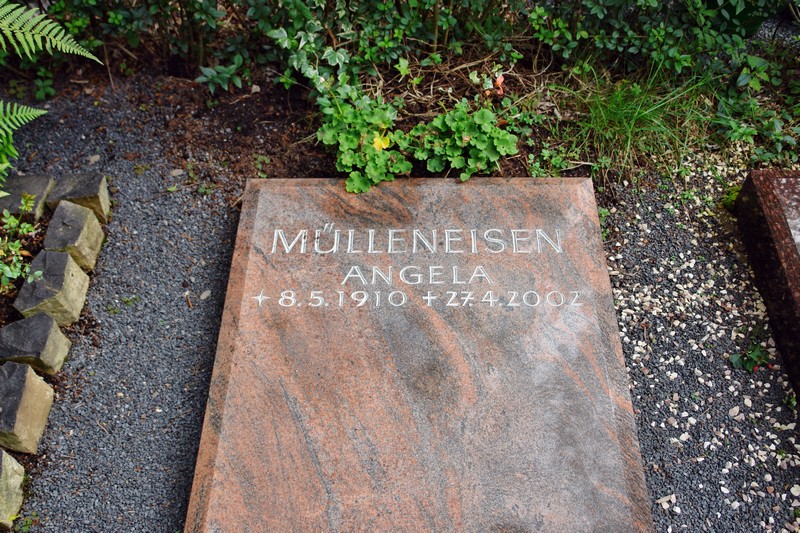 MÜLLENEISEN
ANGELA
* 8.5.1910 + 27.4.2002